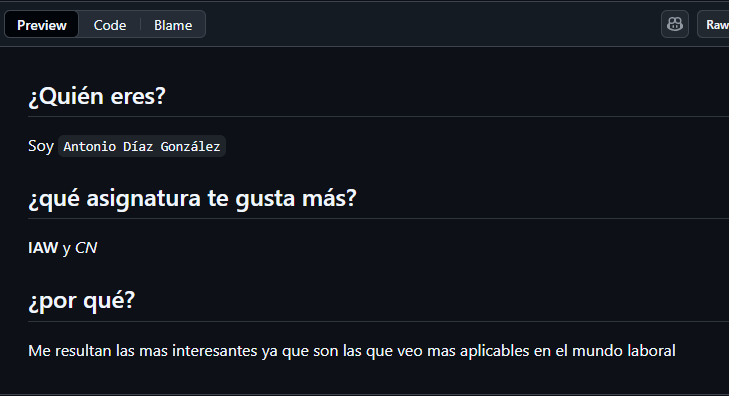 Preview Code Blame Raw
¿Quién eres?
Soy Antonio Díaz González
¿qué asignatura te gusta más?
IAW y CN
¿por qué?
Me resultan las mas interesantes ya que son las que veo mas aplicables en el mundo laboral